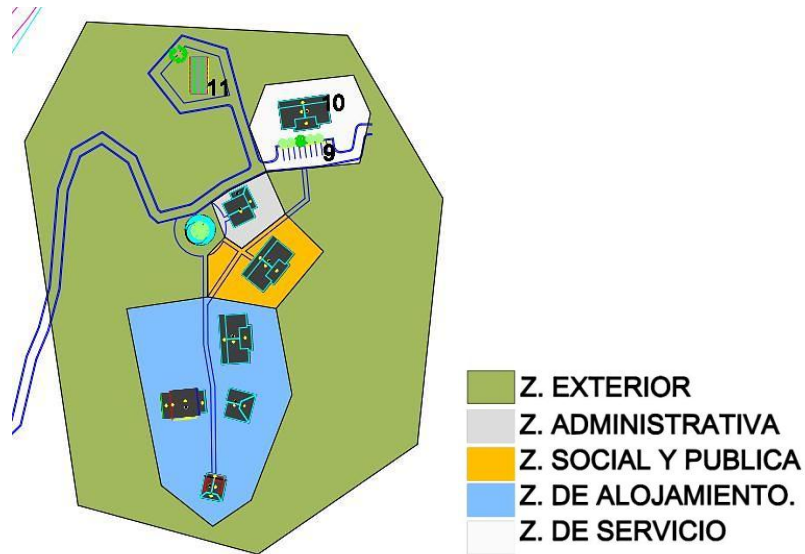 11
10
9
Z. EXTERIOR
Z. ADMINISTRATIVA
Z. SOCIAL Y PUBLICA
Z. DE ALOJAMIENTO.
Z. DE SERVICIO